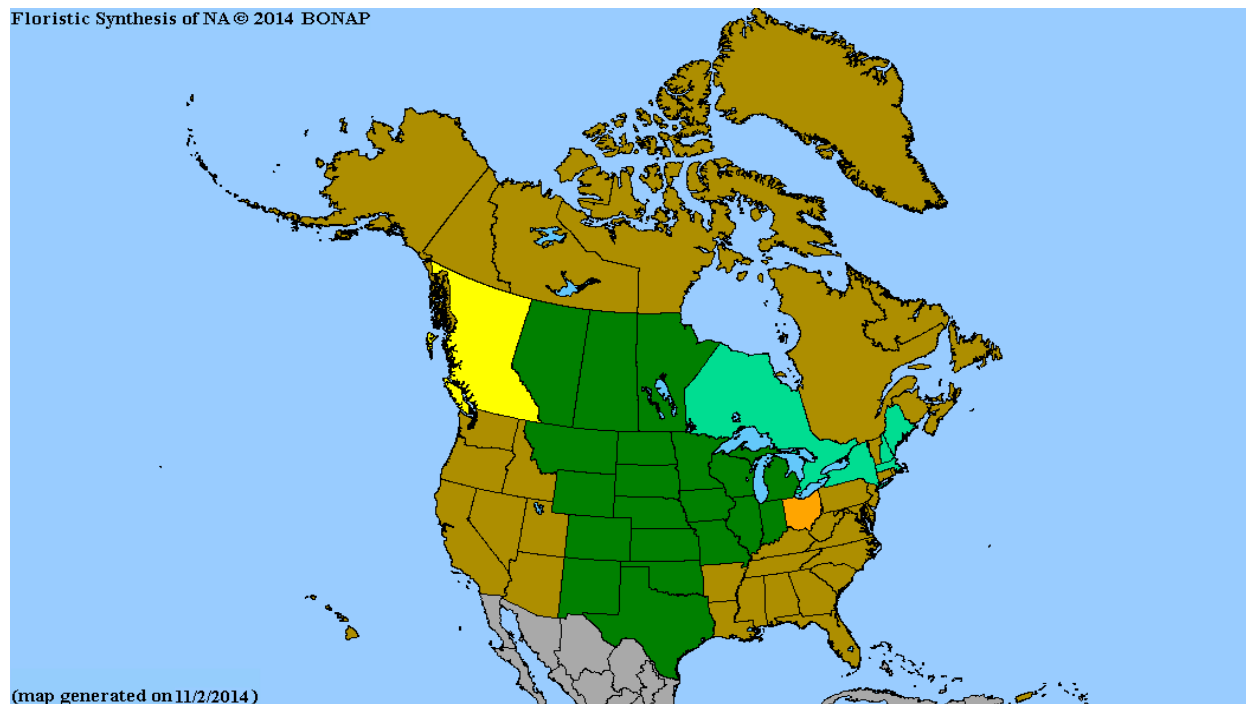 Floristic Synthesis of NA © 2014 BONAP
(map generated on 11/2/2014)